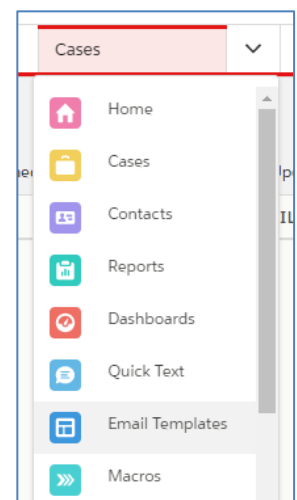 Cases
Home
Cases
Contacts
Reports
Dashboards
Quick Text
Email Templates
Macros